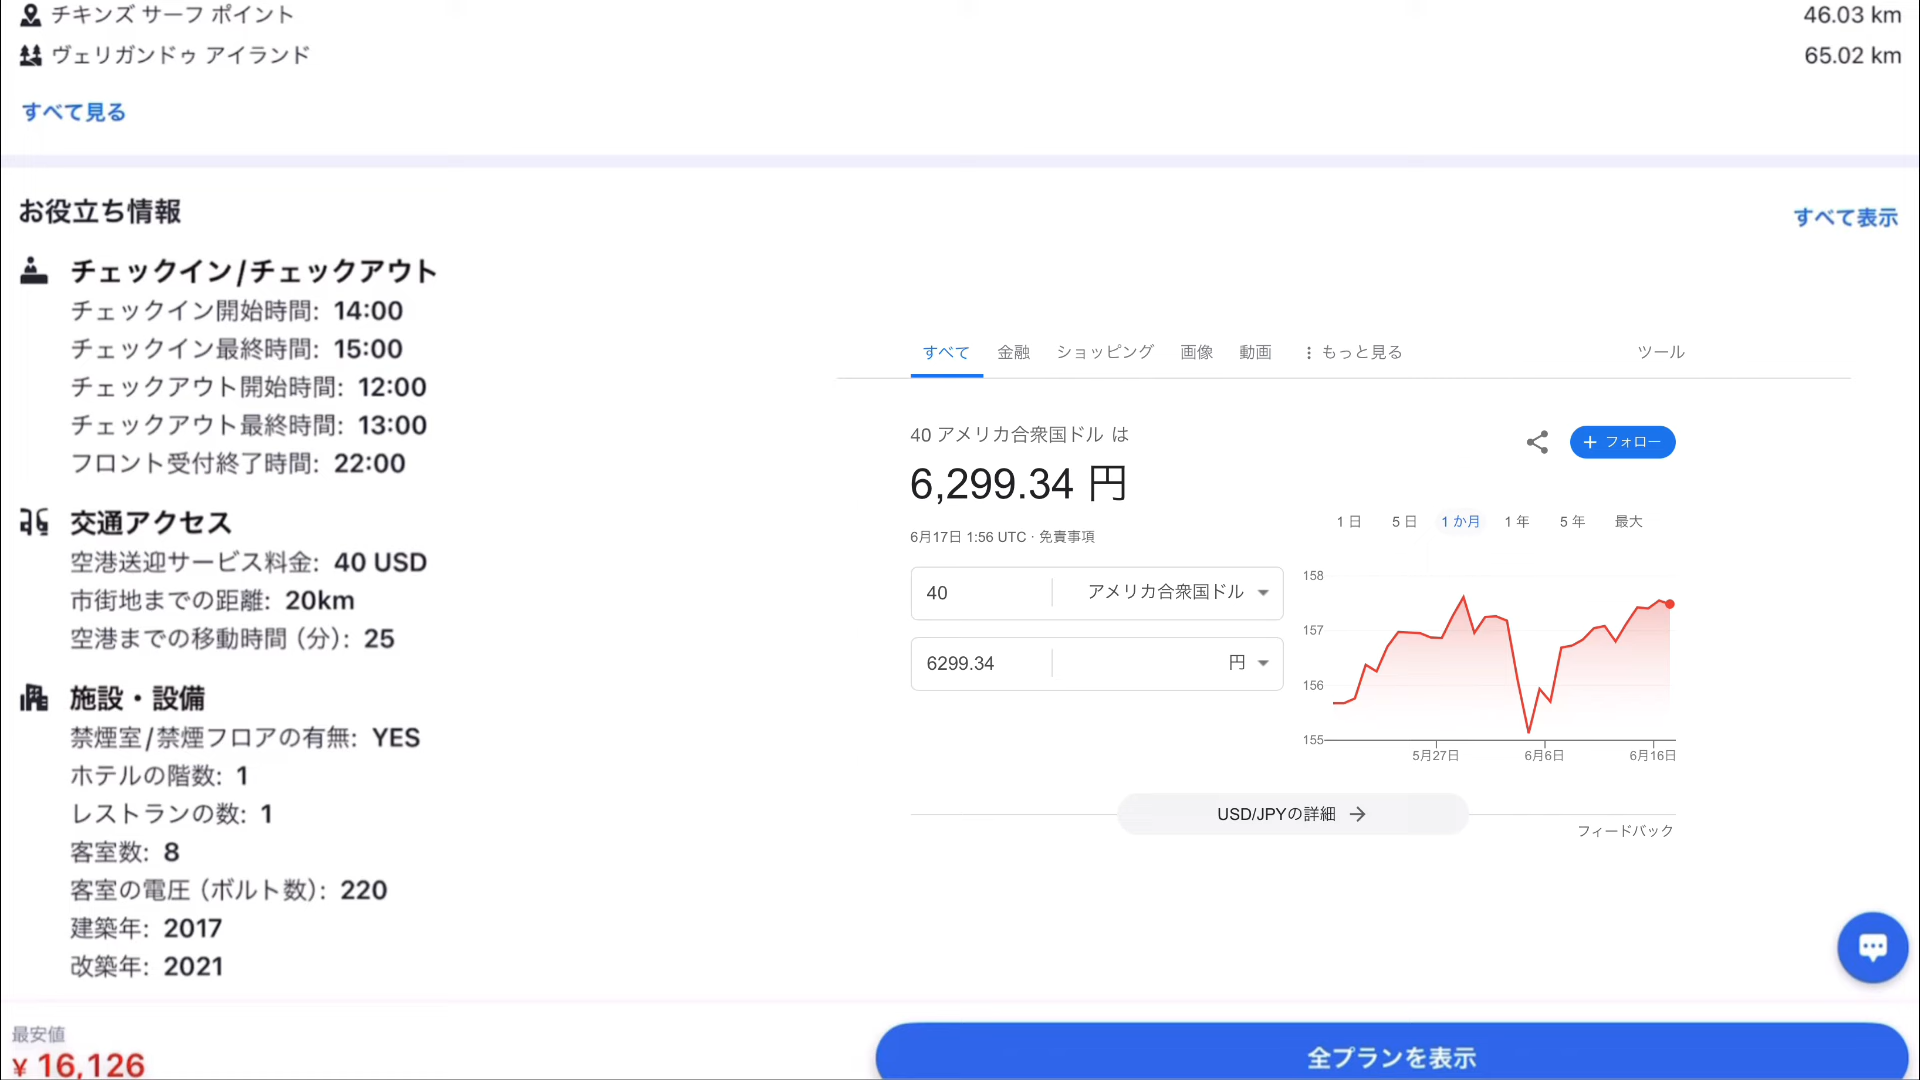 チキンズ サーフ ポイント 46.03 km
ヴェリガンドゥ アイランド 65.02 km
すべて見る
お役立ち情報 すべて表示
チェックイン/チェックアウト
チェックイン開始時間: 14:00
チェックイン最終時間: 15:00
チェックアウト開始時間: 12:00
チェックアウト最終時間: 13:00
フロント受付終了時間: 22:00
交通アクセス
空港送迎サービス料金: 40 USD
市街地までの距離: 20km
空港までの移動時間 (分): 25
施設・設備
禁煙室/禁煙フロアの有無: YES
ホテルの階数: 1
レストランの数: 1
客室数: 8
客室の電圧 (ボルト数): 220
建築年: 2017
改築年: 2021
すべて 金融 ショッピング 画像 動画 もっと見る ツール
40 アメリカ合衆国ドル は
6,299.34 円
フォロー
6月17日 1:56 UTC · 免責事項
1 日 5 日 1 か月 1 年 5 年 最大
40 アメリカ合衆国ドル
6299.34 円
158
157
156
155
5月27日 6月6日 6月16日
USD/JPYの詳細
フィードバック
最安値
¥ 16,126
全プランを表示